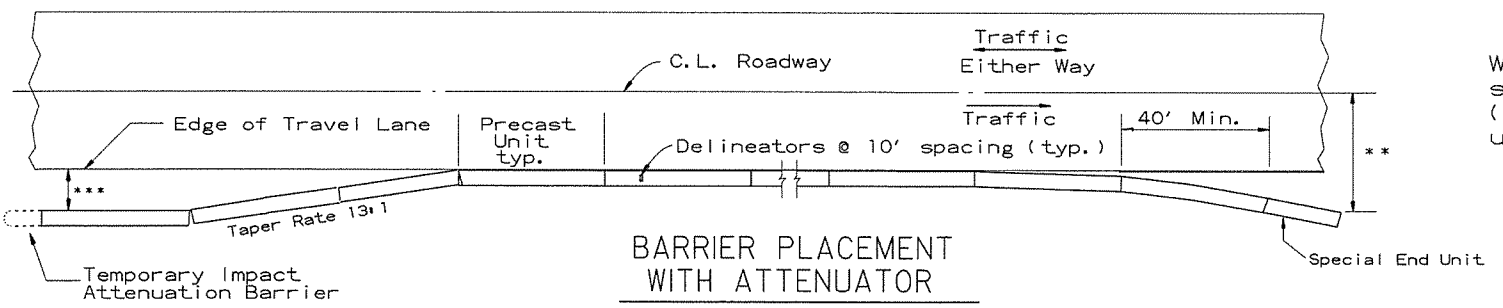 Traffic
Either Way
C.L. Roadway
W
s
(
u
Edge of Travel Lane
Precast
Unit
typ.
Traffic
40' Min.
Delineators @ 10' spacing (typ.)
**
***
Taper Rate 13:1
BARRIER PLACEMENT
WITH ATTENUATOR
Special End Unit
Temporary Impact
Attenuation Barrier